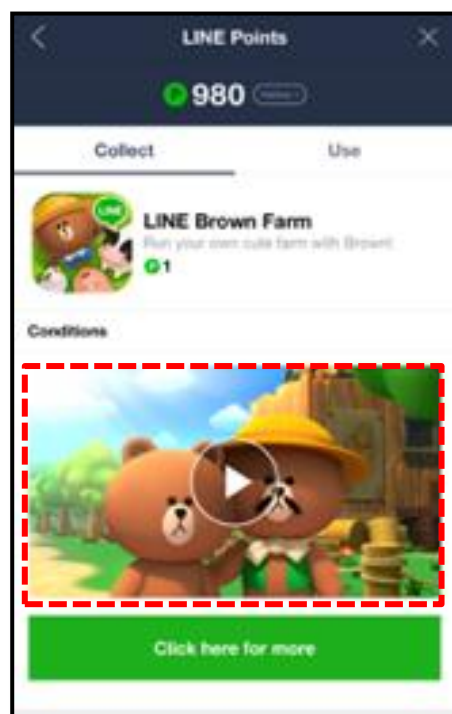 LINE Points
P 980
Collect Use
LINE
LINE Brown Farm
Run your own cute farm with Brown!
P 1
Conditions
Click here for more